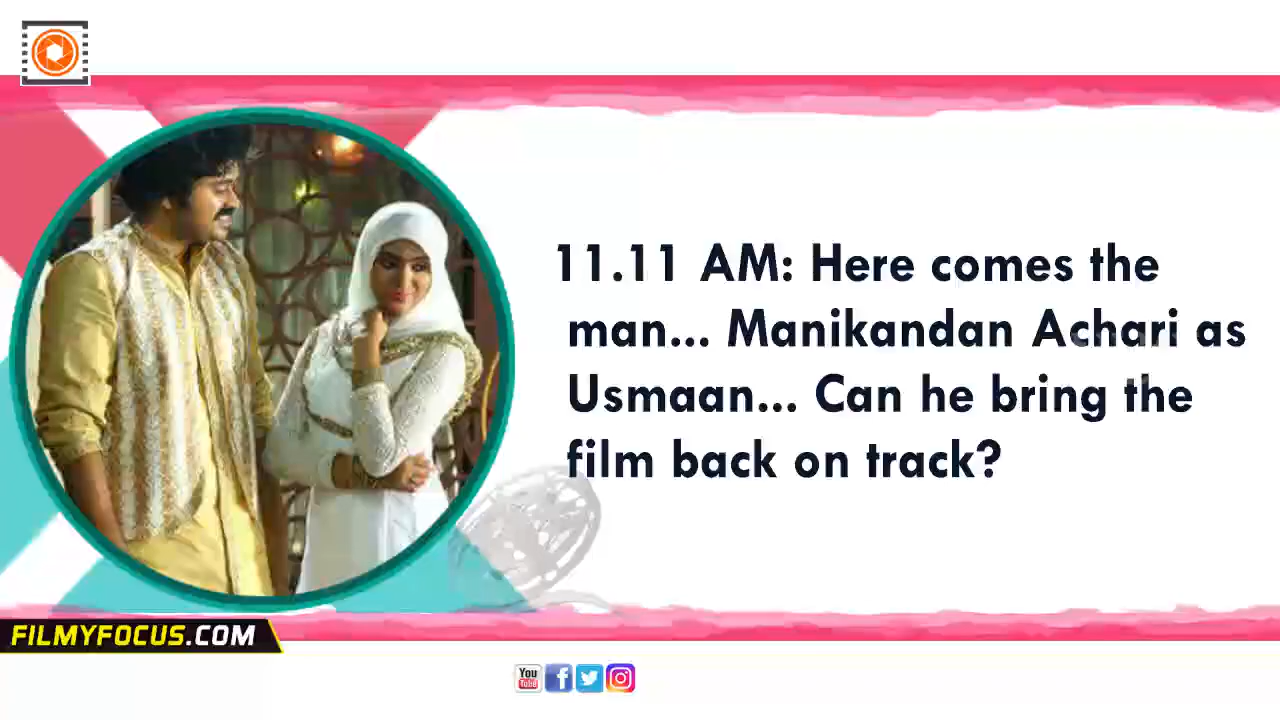 11.11 AM: Here comes the
man... Manikandan Achari as
Usmaan... Can he bring the
film back on track?
FILMYFOCUS.COM
You
Tube